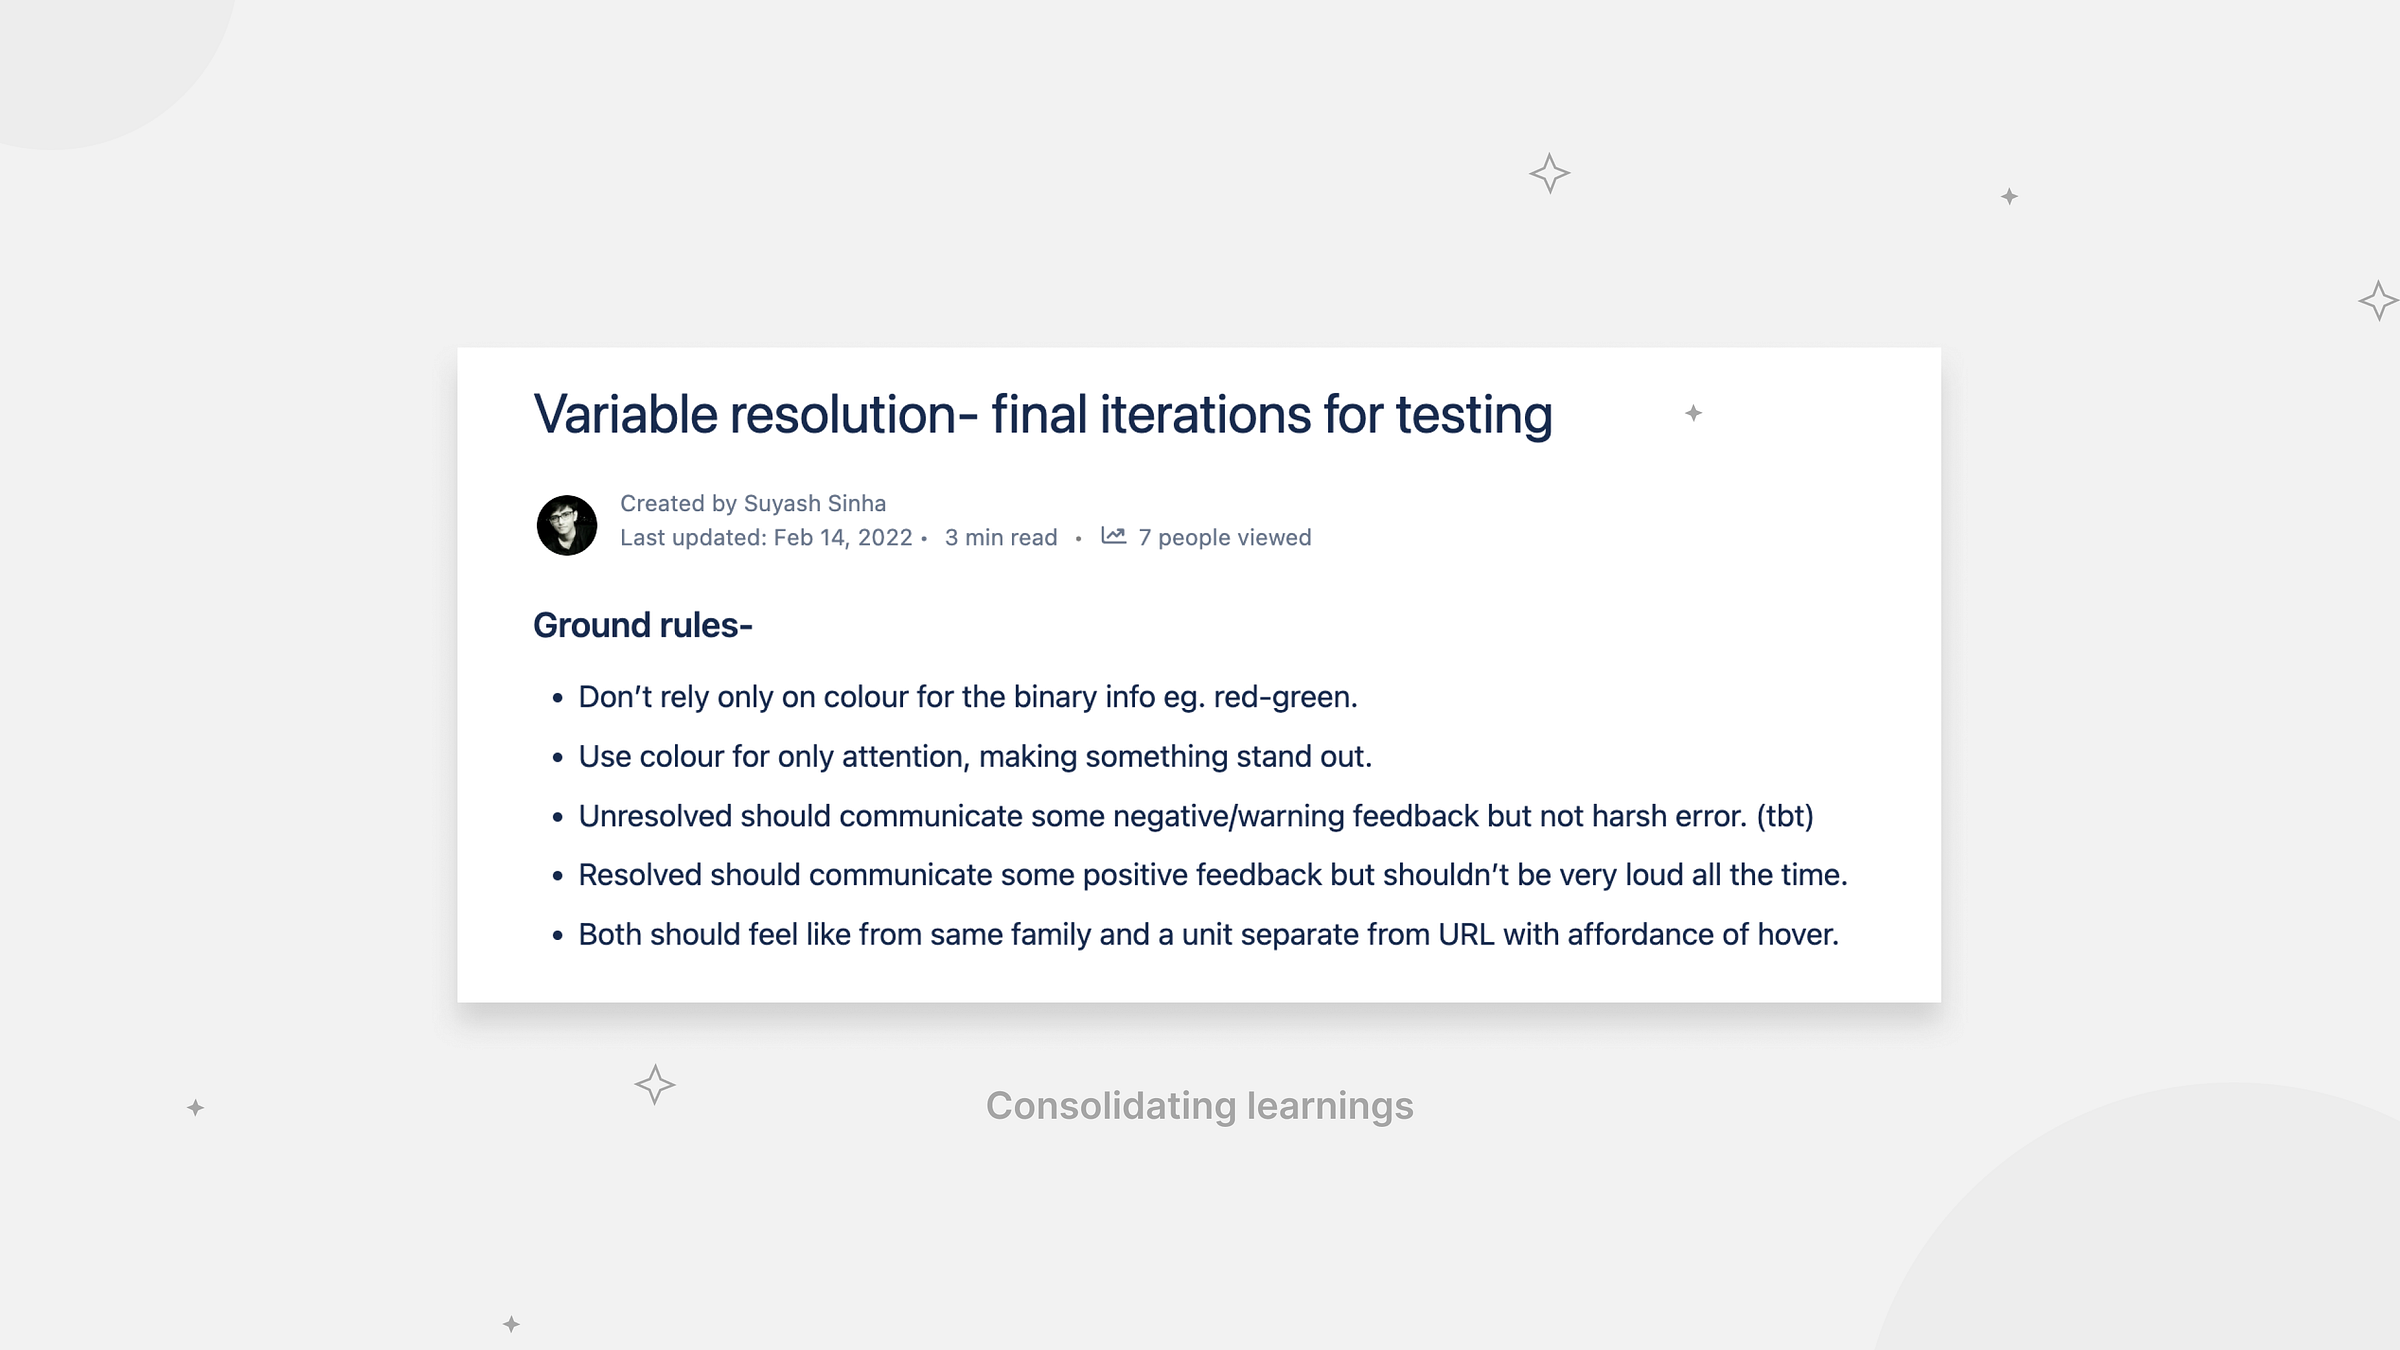 Variable resolution- final iterations for testing
Created by Suyash Sinha
Last updated: Feb 14, 2022 • 3 min read • 7 people viewed
Ground rules-
• Don’t rely only on colour for the binary info eg. red-green.
• Use colour for only attention, making something stand out.
• Unresolved should communicate some negative/warning feedback but not harsh error. (tbt)
• Resolved should communicate some positive feedback but shouldn’t be very loud all the time.
• Both should feel like from same family and a unit separate from URL with affordance of hover.
Consolidating learnings